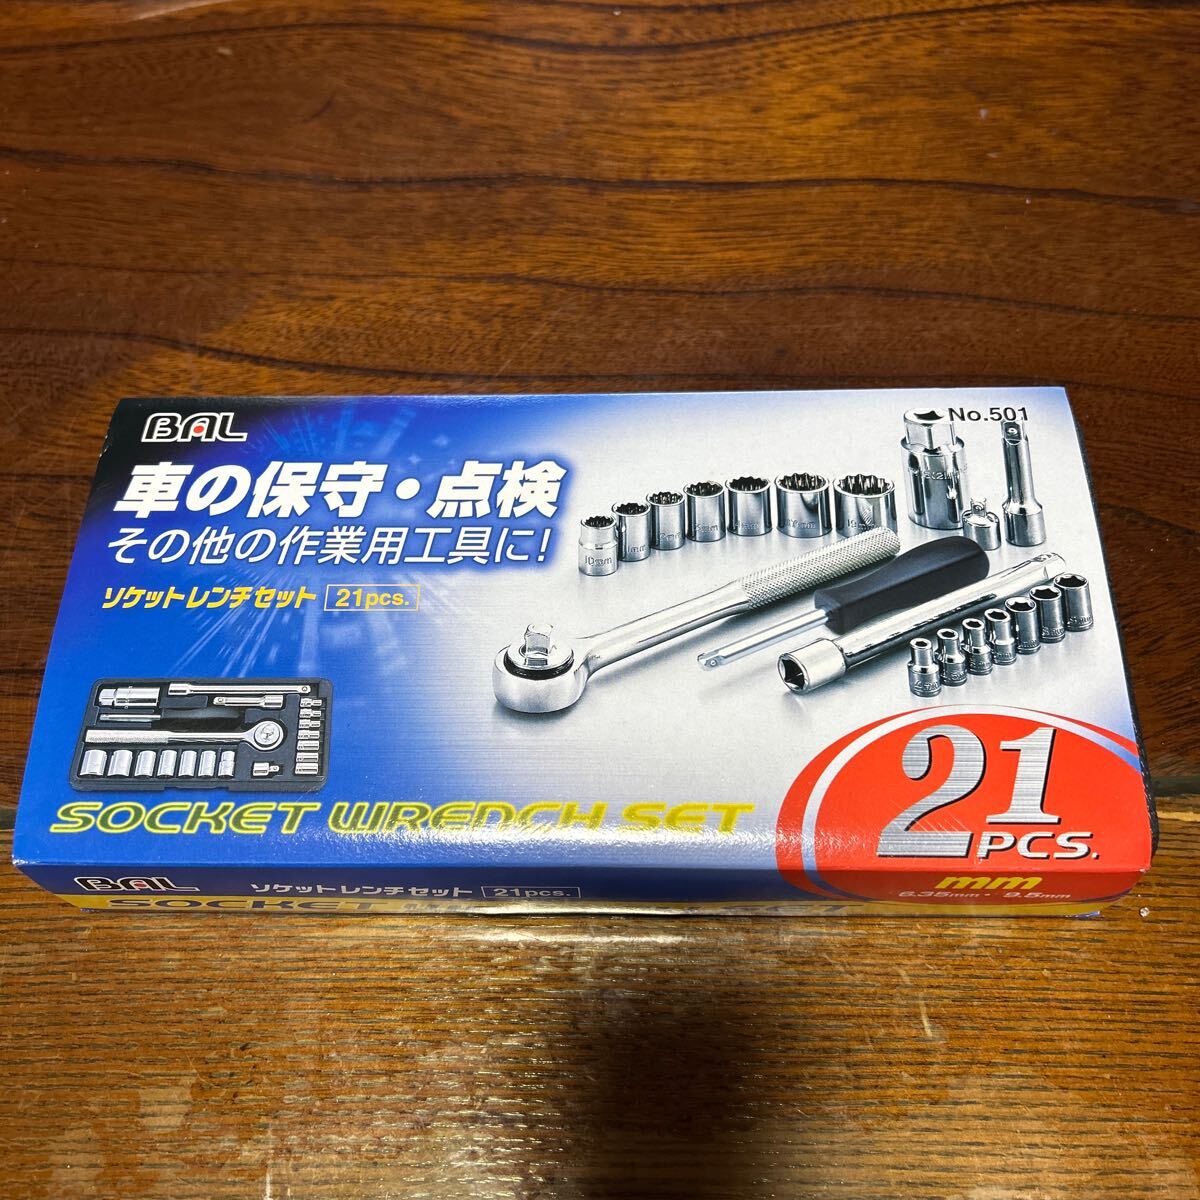 BAL
No.501
車の保守・点検
その他の作業用工具に!
ソケットレンチセット 21pcs.
SOCKET WRENCH SET
21
PCS.
mm
6.35mm・9.5mm
BAL ソケットレンチセット 21pcs.